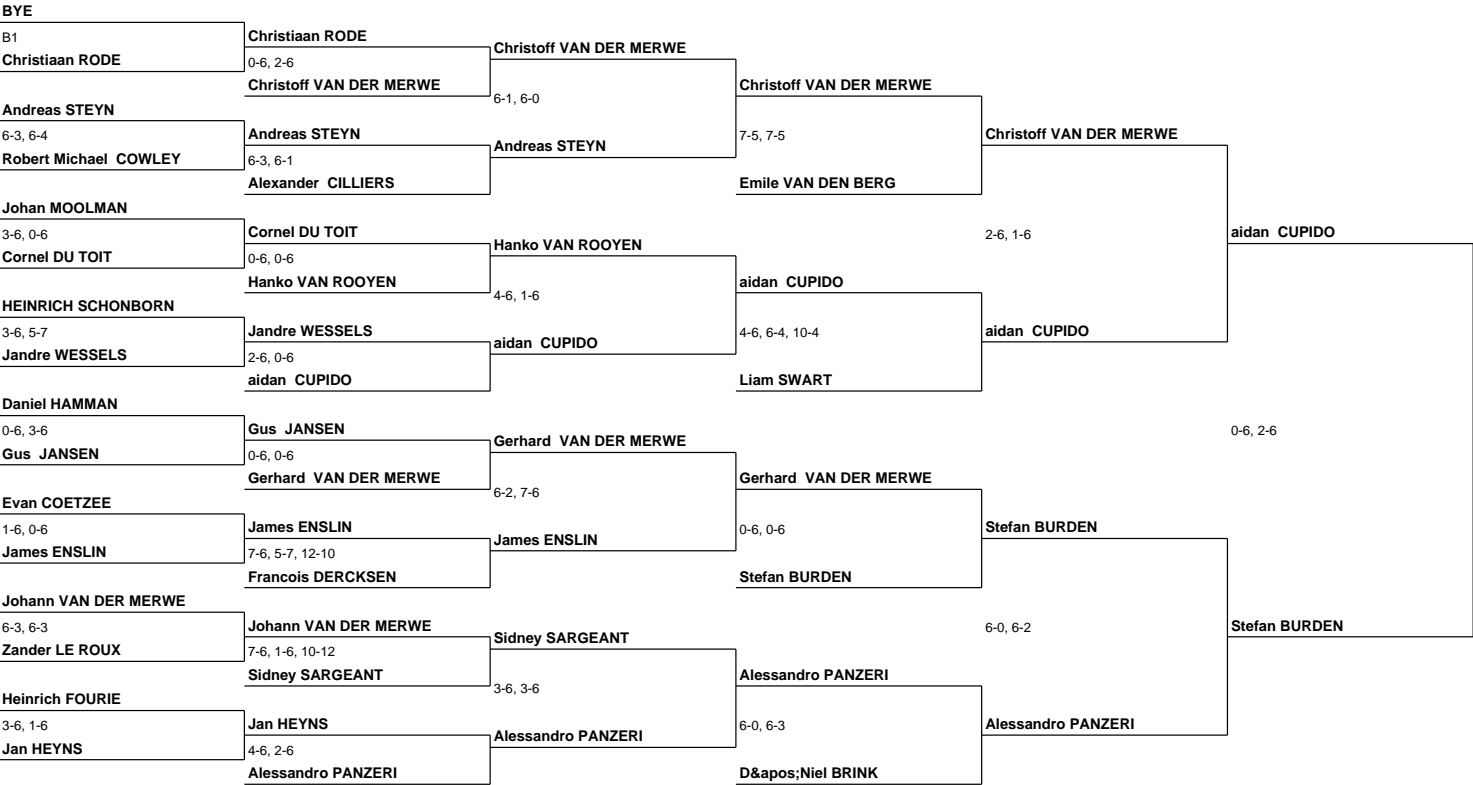 BYE
B1
Christiaan RODE
Andreas STEYN
6-3, 6-4
Robert Michael  COWLEY
Johan MOOLMAN
3-6, 0-6
Cornel DU TOIT
HEINRICH SCHONBORN
3-6, 5-7
Jandre WESSELS
Daniel HAMMAN
0-6, 3-6
Gus  JANSEN
Evan COETZEE
1-6, 0-6
James ENSLIN
Johann VAN DER MERWE
6-3, 6-3
Zander LE ROUX
Heinrich FOURIE
3-6, 1-6
Jan HEYNS
Christiaan RODE
0-6, 2-6
Christoff VAN DER MERWE
Andreas STEYN
6-3, 6-1
Alexander  CILLIERS
Cornel DU TOIT
0-6, 0-6
Hanko VAN ROOYEN
Jandre WESSELS
2-6, 0-6
aidan  CUPIDO
Gus  JANSEN
0-6, 0-6
Gerhard  VAN DER MERWE
James ENSLIN
7-6, 5-7, 12-10
Francois DERCKSEN
Johann VAN DER MERWE
7-6, 1-6, 10-12
Sidney SARGEANT
Jan HEYNS
4-6, 2-6
Alessandro PANZERI
Christoff VAN DER MERWE
6-1, 6-0
Andreas STEYN
Hanko VAN ROOYEN
4-6, 1-6
aidan  CUPIDO
Gerhard  VAN DER MERWE
6-2, 7-6
James ENSLIN
Sidney SARGEANT
3-6, 3-6
Alessandro PANZERI
Christoff VAN DER MERWE
7-5, 7-5
Emile VAN DEN BERG
aidan  CUPIDO
4-6, 6-4, 10-4
Liam SWART
Gerhard  VAN DER MERWE
0-6, 0-6
Stefan BURDEN
Alessandro PANZERI
6-0, 6-3
D&apos;Niel BRINK
Christoff VAN DER MERWE
2-6, 1-6
aidan  CUPIDO
Stefan BURDEN
6-0, 6-2
Alessandro PANZERI
aidan  CUPIDO
0-6, 2-6
Stefan BURDEN